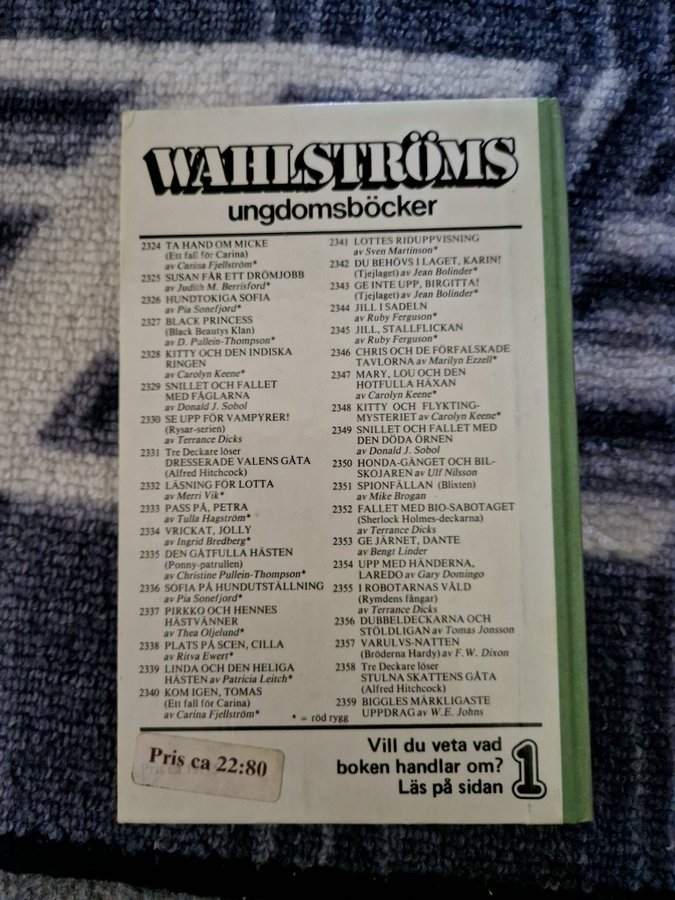 WAHLSTRÖMS
ungdomsböcker
2324 TA HAND OM MICKE
(Ett fall för Carina)
av Carina Fjellström*
2325 SUSAN FÅR ETT DRÖMJOBB
av Judith M. Berrisford*
2326 HUNDTOKIGA SOFIA
av Pia Sonefjord*
2327 BLACK PRINCESS
(Black Beautys Klan)
av D. Pullein-Thompson*
2328 KITTY OCH DEN INDISKA
RINGEN
av Carolyn Keene*
2329 SNILLET OCH FALLET
MED FÅGLARNA
av Donald J. Sobol
2330 SE UPP FÖR VAMPYRER!
(Rysar-serien)
av Terrance Dicks
2331 Tre Deckare löser
DRESSERADE VALENS GÅTA
(Alfred Hitchcock)
2332 LÄSNING FÖR LOTTA
av Merri Vik*
2333 PASS PÅ, PETRA
av Tulla Hagström*
2334 VRICKAT, JOLLY
av Ingrid Bredberg*
2335 DEN GÅTFULLA HÄSTEN
(Ponny-patrullen)
av Christine Pullein-Thompson*
2336 SOFIA PÅ HUNDUTSTÄLLNING
av Pia Sonefjord*
2337 PIRKKO OCH HENNES
HÄSTVÄNNER
av Thea Oljelund*
2338 PLATS PÅ SCEN, CILLA
av Ritva Ewert*
2339 LINDA OCH DEN HELIGA
HÄSTEN av Patricia Leitch*
2340 KOM IGEN, TOMAS
(Ett fall för Carina)
av Carina Fjellström*
2341 LOTTES RIDUPPVISNING
av Sven Martinson*
2342 DU BEHÖVS I LAGET, KARIN!
(Tjejlaget) av Jean Bolinder*
2343 GE INTE UPP, BIRGITTA!
(Tjejlaget) av Jean Bolinder*
2344 JILL I SADELN
av Ruby Ferguson*
2345 JILL, STALLFLICKAN
av Ruby Ferguson*
2346 CHRIS OCH DE FÖRFALSKADE
TAVLORNA av Marilyn Ezzell*
2347 MARY, LOU OCH DEN
HOTFULLA HÄXAN
av Carolyn Keene*
2348 KITTY OCH FLYKTING-
MYSTERIET av Carolyn Keene*
2349 SNILLET OCH FALLET MED
DEN DÖDA ÖRNEN
av Donald J. Sobol
2350 HONDA-GÄNGET OCH BIL-
SKOJAREN av Ulf Nilsson
2351 SPIONFÄLLAN (Blixten)
av Mike Brogan
2352 FALLET MED BIO-SABOTAGET
(Sherlock Holmes-deckarna)
av Terrance Dicks
2353 GE JÄRNET, DANTE
av Bengt Linder
2354 UPP MED HÄNDERNA,
LAREDO av Gary Domingo
2355 I ROBOTARNAS VÅLD
(Rymdens fångar)
av Terrance Dicks
2356 DUBBELDECKARNA OCH
STÖLDLIGAN av Tomas Jonsson
2357 VARULVS-NATTEN
(Bröderna Hardy) av F.W. Dixon
2358 Tre Deckare löser
STULNA SKATTENS GÅTA
(Alfred Hitchcock)
2359 BIGGLES MÄRKLIGASTE
UPPDRAG av W.E. Johns
* = röd rygg
Pris ca 22:80
Vill du veta vad
boken handlar om?
Läs på sidan 1